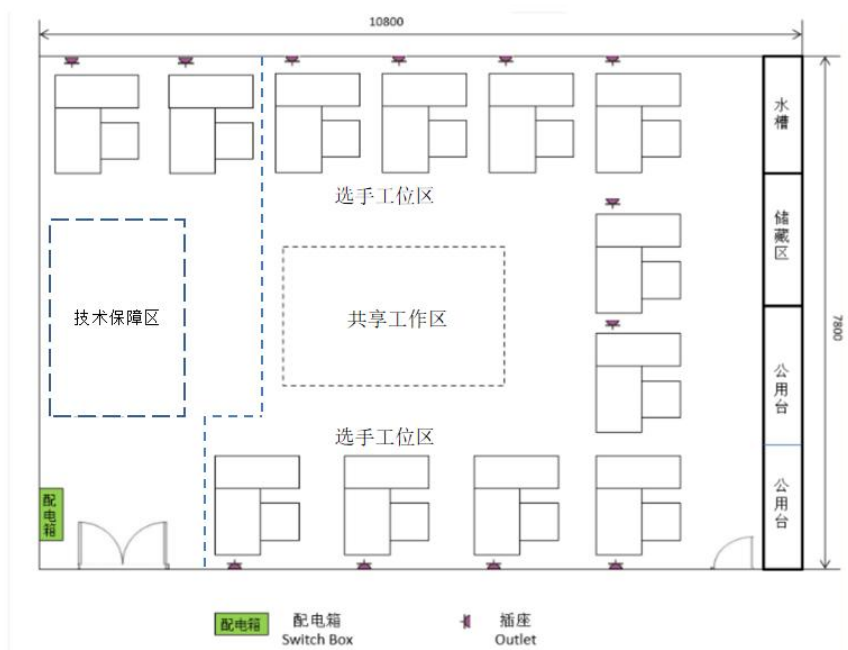 10800
水槽
选手工位区
储藏区
技术保障区
共享工作区
7800
公用台
选手工位区
公用台
配电箱
配电箱
配电箱
Switch Box
插座
Outlet